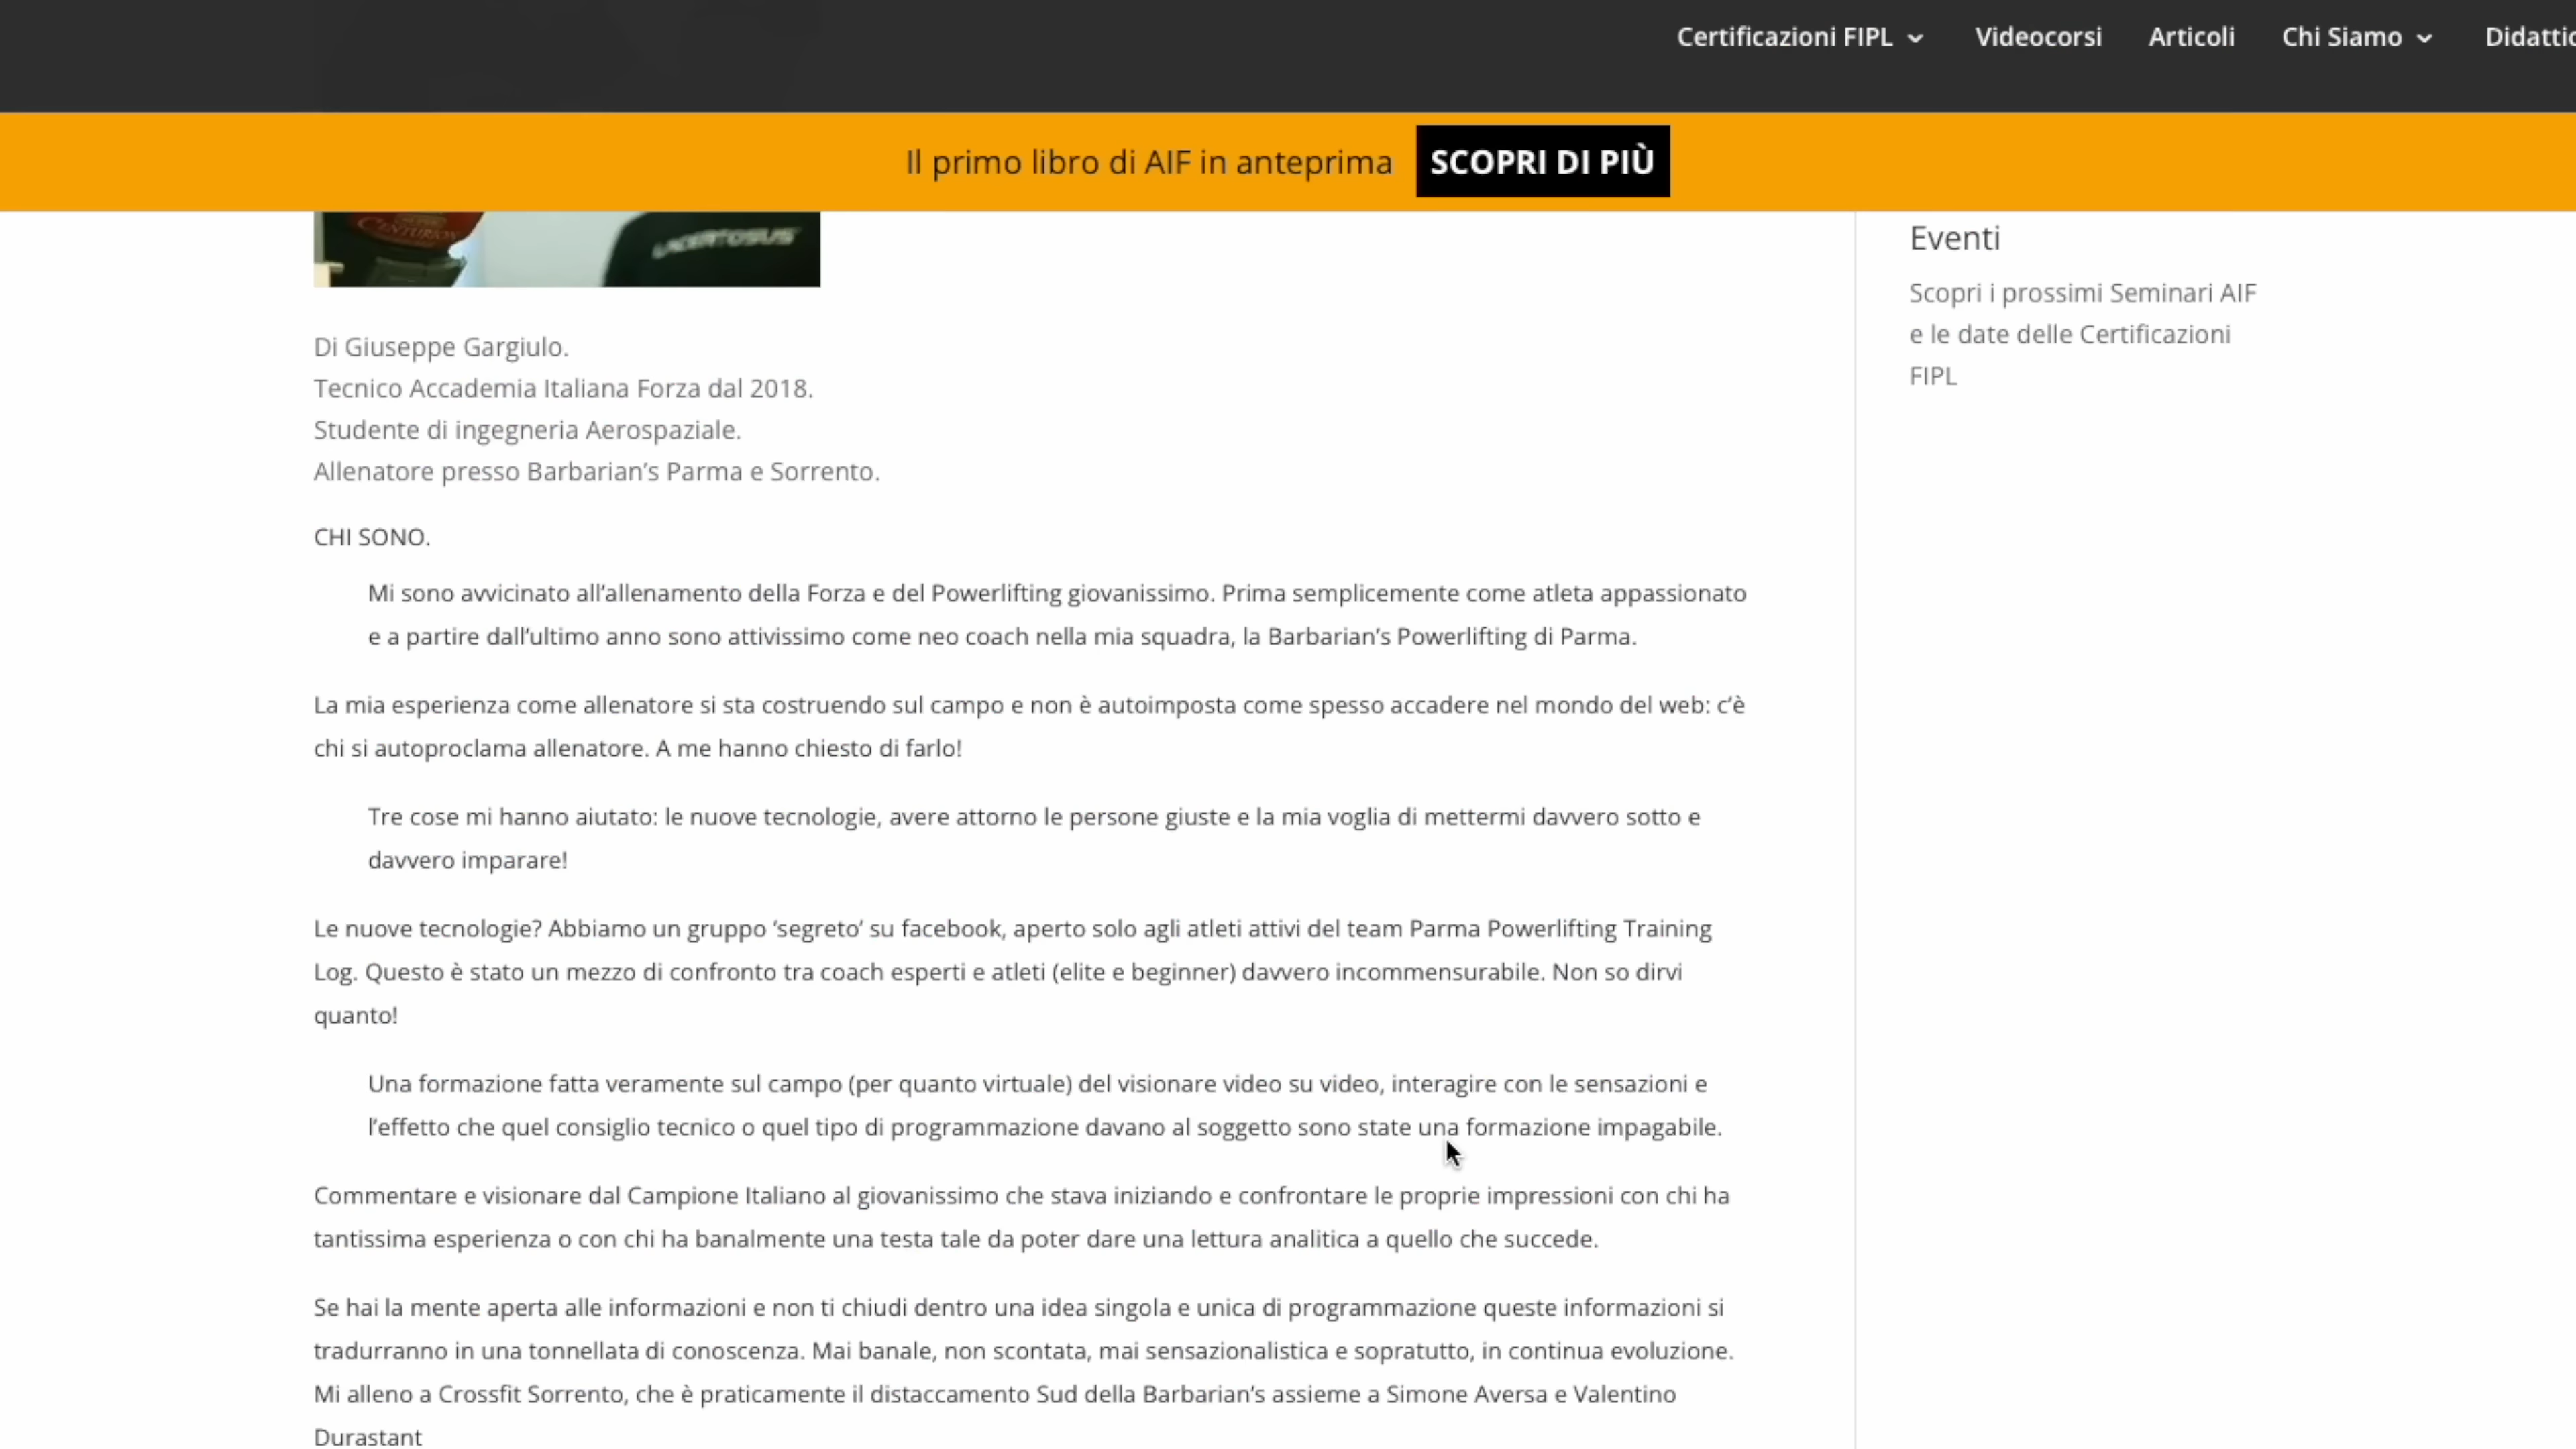 Certificazioni FIPL
Videocorsi
Articoli
Chi Siamo
Il primo libro di AIF in anteprima
SCOPRI DI PIÙ
CENTURION
LACERTOSUS
Di Giuseppe Gargiulo.
Tecnico Accademia Italiana Forza dal 2018.
Studente di ingegneria Aerospaziale.
Allenatore presso Barbarian’s Parma e Sorrento.
CHI SONO.
Mi sono avvicinato all’allenamento della Forza e del Powerlifting giovanissimo. Prima semplicemente come atleta appassionato
e a partire dall’ultimo anno sono attivissimo come neo coach nella mia squadra, la Barbarian’s Powerlifting di Parma.
La mia esperienza come allenatore si sta costruendo sul campo e non è autoimposta come spesso accadere nel mondo del web: c’è
chi si autoproclama allenatore. A me hanno chiesto di farlo!
Tre cose mi hanno aiutato: le nuove tecnologie, avere attorno le persone giuste e la mia voglia di mettermi davvero sotto e
davvero imparare!
Le nuove tecnologie? Abbiamo un gruppo ‘segreto’ su facebook, aperto solo agli atleti attivi del team Parma Powerlifting Training
Log. Questo è stato un mezzo di confronto tra coach esperti e atleti (elite e beginner) davvero incommensurabile. Non so dirvi
quanto!
Una formazione fatta veramente sul campo (per quanto virtuale) del visionare video su video, interagire con le sensazioni e
l’effetto che quel consiglio tecnico o quel tipo di programmazione davano al soggetto sono state una formazione impagabile.
Commentare e visionare dal Campione Italiano al giovanissimo che stava iniziando e confrontare le proprie impressioni con chi ha
tantissima esperienza o con chi ha banalmente una testa tale da poter dare una lettura analitica a quello che succede.
Se hai la mente aperta alle informazioni e non ti chiudi dentro una idea singola e unica di programmazione queste informazioni si
tradurranno in una tonnellata di conoscenza. Mai banale, non scontata, mai sensazionalistica e sopratutto, in continua evoluzione.
Mi alleno a Crossfit Sorrento, che è praticamente il distaccamento Sud della Barbarian’s assieme a Simone Aversa e Valentino
Durastant
Eventi
Scopri i prossimi Seminari AIF
e le date delle Certificazioni
FIPL